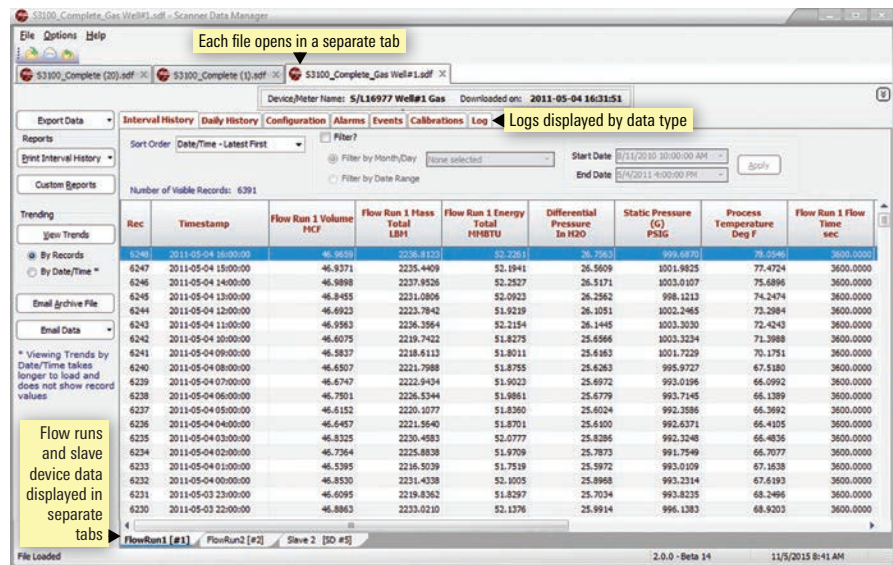 S3100_Complete_Gas Well#1.sdf - Scanner Data Manager
File Options Help
Each file opens in a separate tab
S3100_Complete (20).sdf S3100_Complete (1).sdf S3100_Complete_Gas Well#1.sdf
Device/Meter Name: S/L16977 Well#1 Gas Downloaded on: 2011-05-04 16:31:51
Export Data
Reports
Print Interval History
Custom Reports
Trending
View Trends
By Records
By Date/Time *
Email Archive File
Email Data
* Viewing Trends by
Date/Time takes
longer to load and
does not show record
values
Flow runs
and slave
device data
displayed in
separate
tabs
Interval History Daily History Configuration Alarms Events Calibrations Log
Logs displayed by data type
Sort Order Date/Time - Latest First
Filter?
Filter by Month/Day None selected
Filter by Date Range
Start Date 8/11/2010 10:00:00 AM
End Date 5/4/2011 4:00:00 PM
Apply
Number of Visible Records: 6391
Rec Timestamp Flow Run 1 Volume MCF Flow Run 1 Mass Total LBM Flow Run 1 Energy Total MMBTU Differential Pressure In H2O Static Pressure (G) PSIG Process Temperature Deg F Flow Run 1 Flow Time sec
6248 2011-05-04 16:00:00 46.9659 2236.8123 52.2261 26.7563 999.6870 78.0546 3600.0000
6247 2011-05-04 15:00:00 46.9371 2235.4409 52.1941 26.5609 1001.9825 77.4724 3600.0000
6246 2011-05-04 14:00:00 46.9898 2237.9526 52.2527 26.5171 1003.0107 75.6896 3600.0000
6245 2011-05-04 13:00:00 46.8455 2231.0806 52.0923 26.2562 998.1213 74.2474 3600.0000
6244 2011-05-04 12:00:00 46.6923 2223.7842 51.9219 26.1051 1002.2465 73.2984 3600.0000
6243 2011-05-04 11:00:00 46.9563 2236.3564 52.2154 26.1445 1003.3030 72.4243 3600.0000
6242 2011-05-04 10:00:00 46.6075 2219.7422 51.8275 25.6566 1003.3234 71.3988 3600.0000
6241 2011-05-04 09:00:00 46.5837 2218.6113 51.8011 25.6163 1001.7229 70.1751 3600.0000
6240 2011-05-04 08:00:00 46.6507 2221.7988 51.8755 25.6263 995.9727 67.5180 3600.0000
6239 2011-05-04 07:00:00 46.6747 2222.9434 51.9023 25.6972 993.0196 66.0992 3600.0000
6238 2011-05-04 06:00:00 46.7501 2226.5344 51.9861 25.6779 993.7145 66.1389 3600.0000
6237 2011-05-04 05:00:00 46.6152 2220.1077 51.8360 25.6024 992.3586 66.3692 3600.0000
6236 2011-05-04 04:00:00 46.6457 2221.5640 51.8701 25.6100 992.6371 66.4105 3600.0000
6235 2011-05-04 03:00:00 46.8325 2230.4583 52.0777 25.8286 992.3248 66.4836 3600.0000
6234 2011-05-04 02:00:00 46.7364 2225.8838 51.9709 25.7873 991.7549 66.7077 3600.0000
6233 2011-05-04 01:00:00 46.5395 2216.5039 51.7519 25.5972 993.0109 67.1638 3600.0000
6232 2011-05-04 00:00:00 46.8530 2231.4338 52.1005 25.8968 993.2314 67.6193 3600.0000
6231 2011-05-03 23:00:00 46.6095 2219.8362 51.8297 25.7034 993.8235 68.2496 3600.0000
6230 2011-05-03 22:00:00 46.8863 2233.0210 52.1376 25.9914 996.1383 68.9203 3600.0000
FlowRun1 [#1] FlowRun2 [#2] Slave 2 [SD #5]
File Loaded 2.0.0 - Beta 14 11/5/2015 8:41 AM